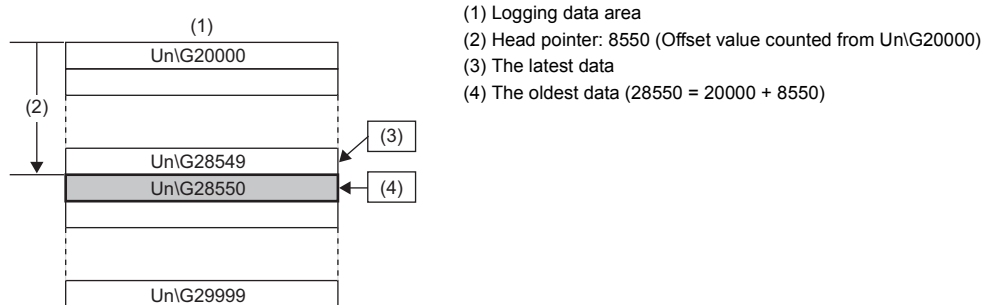 (1)
Un\G20000
(2)
(3)
Un\G28549
Un\G28550
(4)
Un\G29999
(1) Logging data area
(2) Head pointer: 8550 (Offset value counted from Un\G20000)
(3) The latest data
(4) The oldest data (28550 = 20000 + 8550)